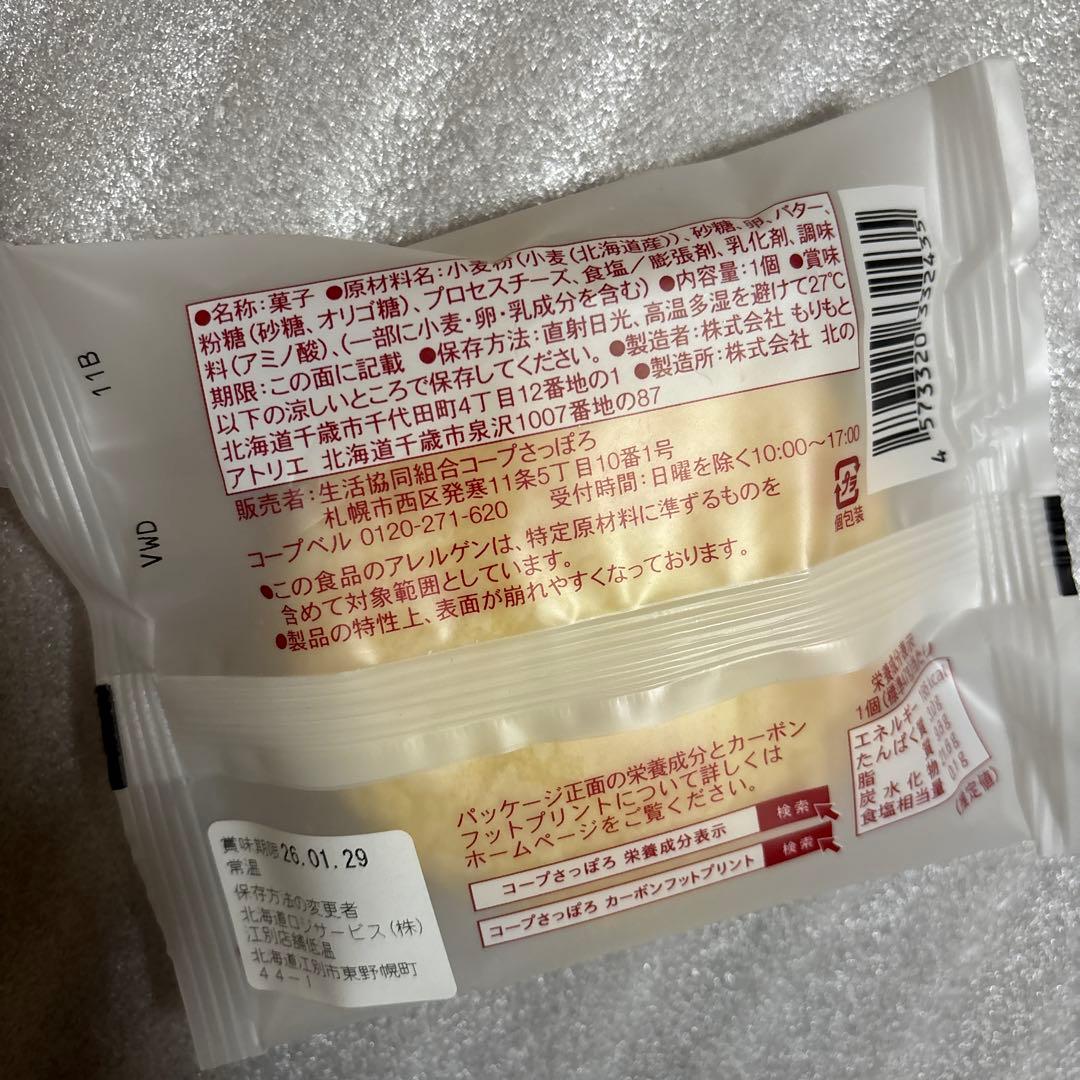 ●名称:菓子 ●原材料名:小麦粉(小麦(北海道産))、砂糖、卵、バター、
粉糖(砂糖、オリゴ糖)、プロセスチーズ、食塩/膨張剤、乳化剤、調味
料(アミノ酸)、(一部に小麦・卵・乳成分を含む) ●内容量:1個 ●賞味
期限:この面に記載 ●保存方法:直射日光、高温多湿を避けて27℃
以下の涼しいところで保存してください。 ●製造者:株式会社 もりもと
北海道千歳市千代田町4丁目12番地の1 ●製造所:株式会社 北の
アトリエ 北海道千歳市泉沢1007番地の87
販売者:生活協同組合コープさっぽろ
札幌市西区発寒11条5丁目10番1号
コープベル 0120-271-620 受付時間:日曜を除く10:00〜17:00
●この食品のアレルゲンは、特定原材料に準ずるものを
含めて対象範囲としています。
●製品の特性上、表面が崩れやすくなっております。
4 573320 332435
プラ
個包装
11B
VWD
パッケージ正面の栄養成分とカーボン
フットプリントについて詳しくは
ホームページをご覧ください。
コープさっぽろ 栄養成分表示 検索
コープさっぽろ カーボンフットプリント 検索
栄養成分表示
1個
エネルギー
たんぱく質
脂質
炭水化物
食塩相当量 0.1g
(推定値)
賞味期限 26.01.29
常温
保存方法の変更者
北海道ロジサービス(株)
江別店舗低温
北海道江別市東野幌町
44-1